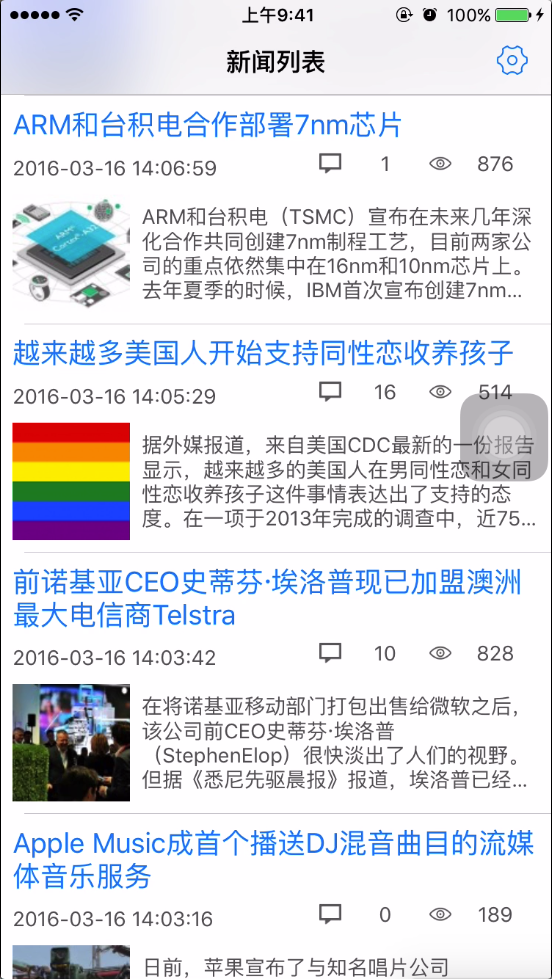 上午9:41
100%
新闻列表
ARM和台积电合作部署7nm芯片
2016-03-16 14:06:59
1
876
ARM和台积电（TSMC）宣布在未来几年深
化合作共同创建7nm制程工艺，目前两家公
司的重点依然集中在16nm和10nm芯片上。
去年夏季的时候，IBM首次宣布创建7nm...
越来越多美国人开始支持同性恋收养孩子
2016-03-16 14:05:29
16
514
据外媒报道，来自美国CDC最新的一份报告
显示，越来越多的美国人在男同性恋和女同
性恋收养孩子这件事情表达出了支持的态
度。在一项于2013年完成的调查中，近75...
前诺基亚CEO史蒂芬·埃洛普现已加盟澳洲
最大电信商Telstra
2016-03-16 14:03:42
10
828
在将诺基亚移动部门打包出售给微软之后，
该公司前CEO史蒂芬·埃洛普
（StephenElop）很快淡出了人们的视野。
但据《悉尼先驱晨报》报道，埃洛普已经...
Apple Music成首个播送DJ混音曲目的流媒
体音乐服务
2016-03-16 14:03:16
0
189
日前，苹果宣布了与知名唱片公司